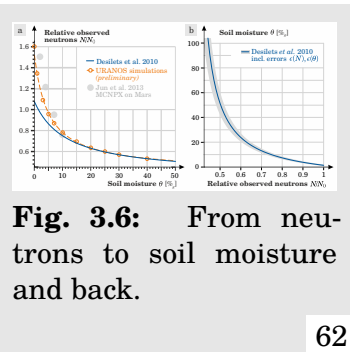 a
Relative observed
neutrons N/N₀
Desilets et al. 2010
URANOS simulations
(preliminary)
Jun et al. 2013
MCNPX on Mars
1.6
1.4
1.2
1.0
0.8
0.6
0 10 20 30 40 50
Soil moisture θ [%]
b
Soil moisture θ [%]
Desilets et al. 2010
incl. errors ϵ(N), ϵ(θ)
100
80
60
40
20
0
0.5 0.6 0.7 0.8 0.9 1
Relative observed neutrons N/N₀
Fig. 3.6: From neu-
trons to soil moisture
and back.
62